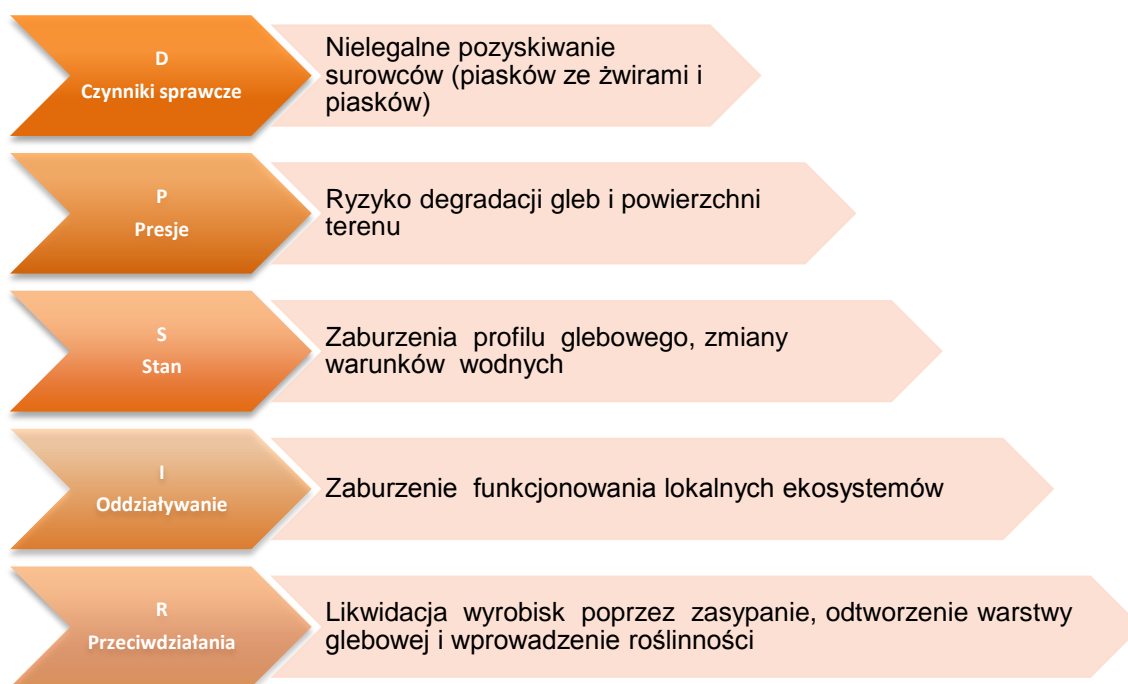 D
Czynniki sprawcze
Nielegalne pozyskiwanie
surowców (piasków ze żwirami i
piasków)
P
Presje
Ryzyko degradacji gleb i powierzchni
terenu
S
Stan
Zaburzenia profilu glebowego, zmiany
warunków wodnych
I
Oddziaływanie
Zaburzenie funkcjonowania lokalnych ekosystemów
R
Przeciwdziałania
Likwidacja wyrobisk poprzez zasypanie, odtworzenie warstwy
glebowej i wprowadzenie roślinności